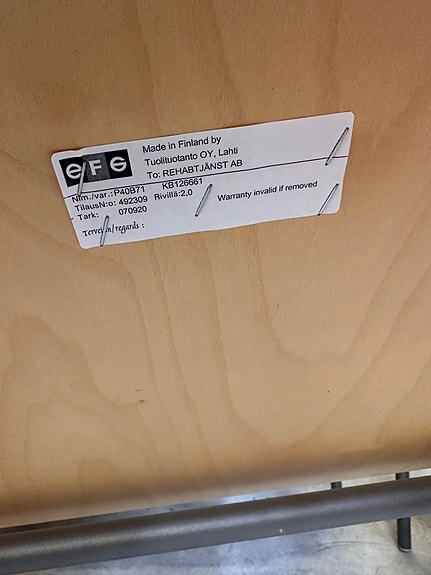 EFG
Made in Finland by
Tuolituotanto OY, Lahti
To: REHABTJÄNST AB
Nim./var.: P40B71 KB126661
TilausN:o: 492309 Rivillä:2,0
Tark: 070920
Warranty invalid if removed
Terveisin/regards :